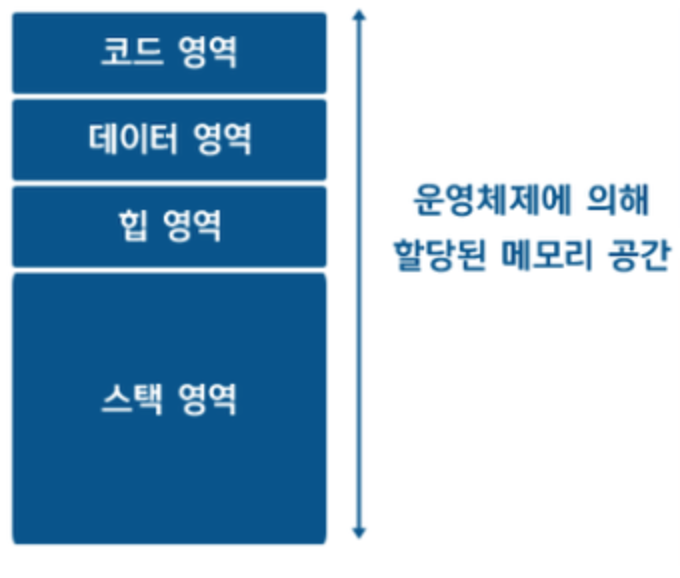 코드 영역
데이터 영역
힙 영역
스택 영역
운영체제에 의해
할당된 메모리 공간